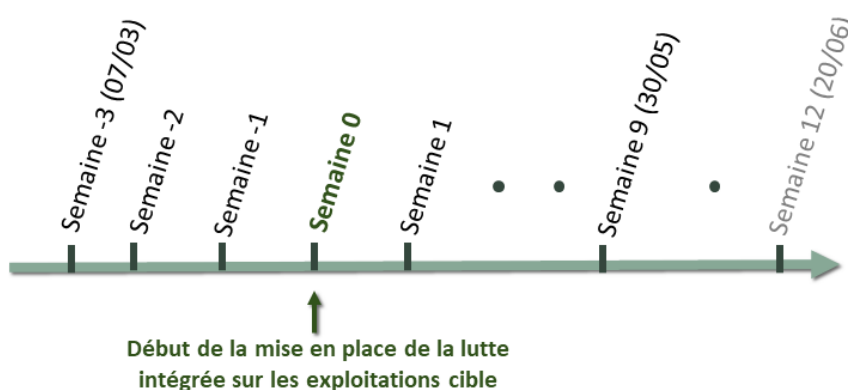 Semaine -3 (07/03)
Semaine -2
Semaine -1
Semaine 0
Semaine 1
Semaine 9 (30/05)
Semaine 12 (20/06)
Début de la mise en place de la lutte
intégrée sur les exploitations cible